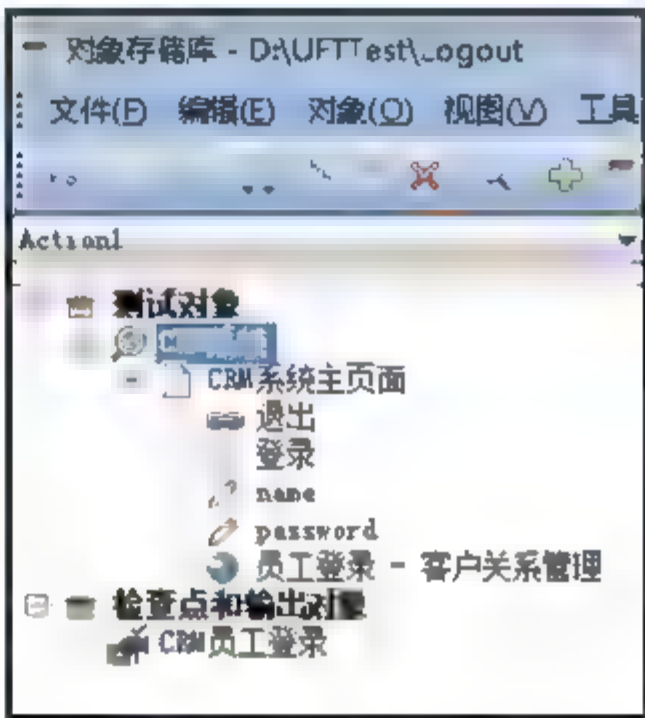 对象存储库 - D:\UFTTest\Logout
文件(F) 编辑(E) 对象(O) 视图(V) 工具
Action1
测试对象
CRM系统主页面
退出
登录
name
password
员工登录 - 客户关系管理
检查点和输出对象
CRM员工登录